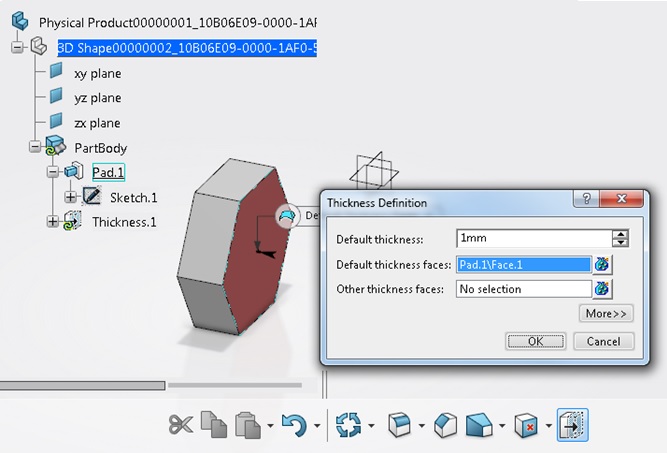 Physical Product00000001_10B06E09-0000-1AF
3D Shape00000002_10B06E09-0000-1AF0-5
xy plane
yz plane
zx plane
PartBody
Pad.1
Sketch.1
Thickness.1
De
Thickness Definition
Default thickness: 1mm
Default thickness faces: Pad.1\Face.1
Other thickness faces: No selection
More>>
OK Cancel